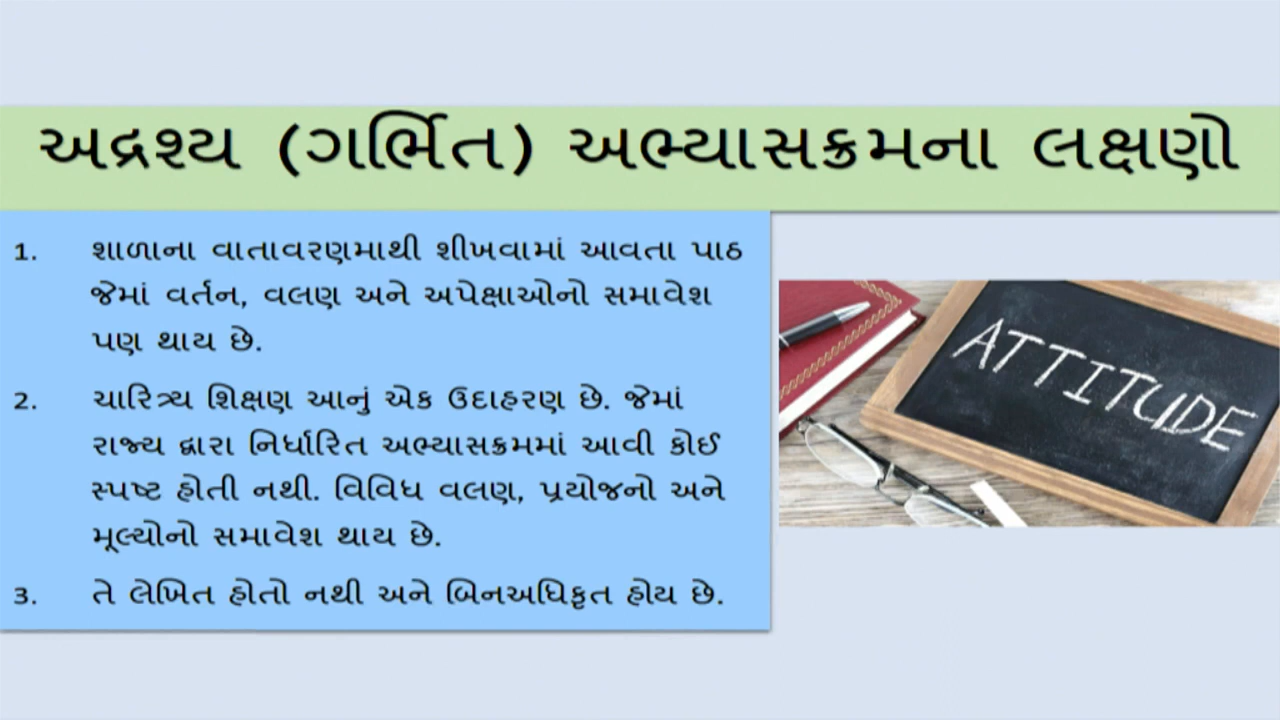 અદ્રશ્ય (ગર્ભિત) અભ્યાસક્રમના લક્ષણો
1. શાળાના વાતાવરણમાથી શીખવામાં આવતા પાઠ
જેમાં વર્તન, વલણ અને અપેક્ષાઓનો સમાવેશ
પણ થાય છે.
2. ચારિત્ર્ય શિક્ષણ આનું એક ઉદાહરણ છે. જેમાં
રાજ્ય દ્વારા નિર્ધારિત અભ્યાસક્રમમાં આવી કોઈ
સ્પષ્ટ હોતી નથી. વિવિધ વલણ, પ્રયોજનો અને
મૂલ્યોનો સમાવેશ થાય છે.
3. તે લેખિત હોતો નથી અને બિનઅધિકૃત હોય છે.
ATTITUDE